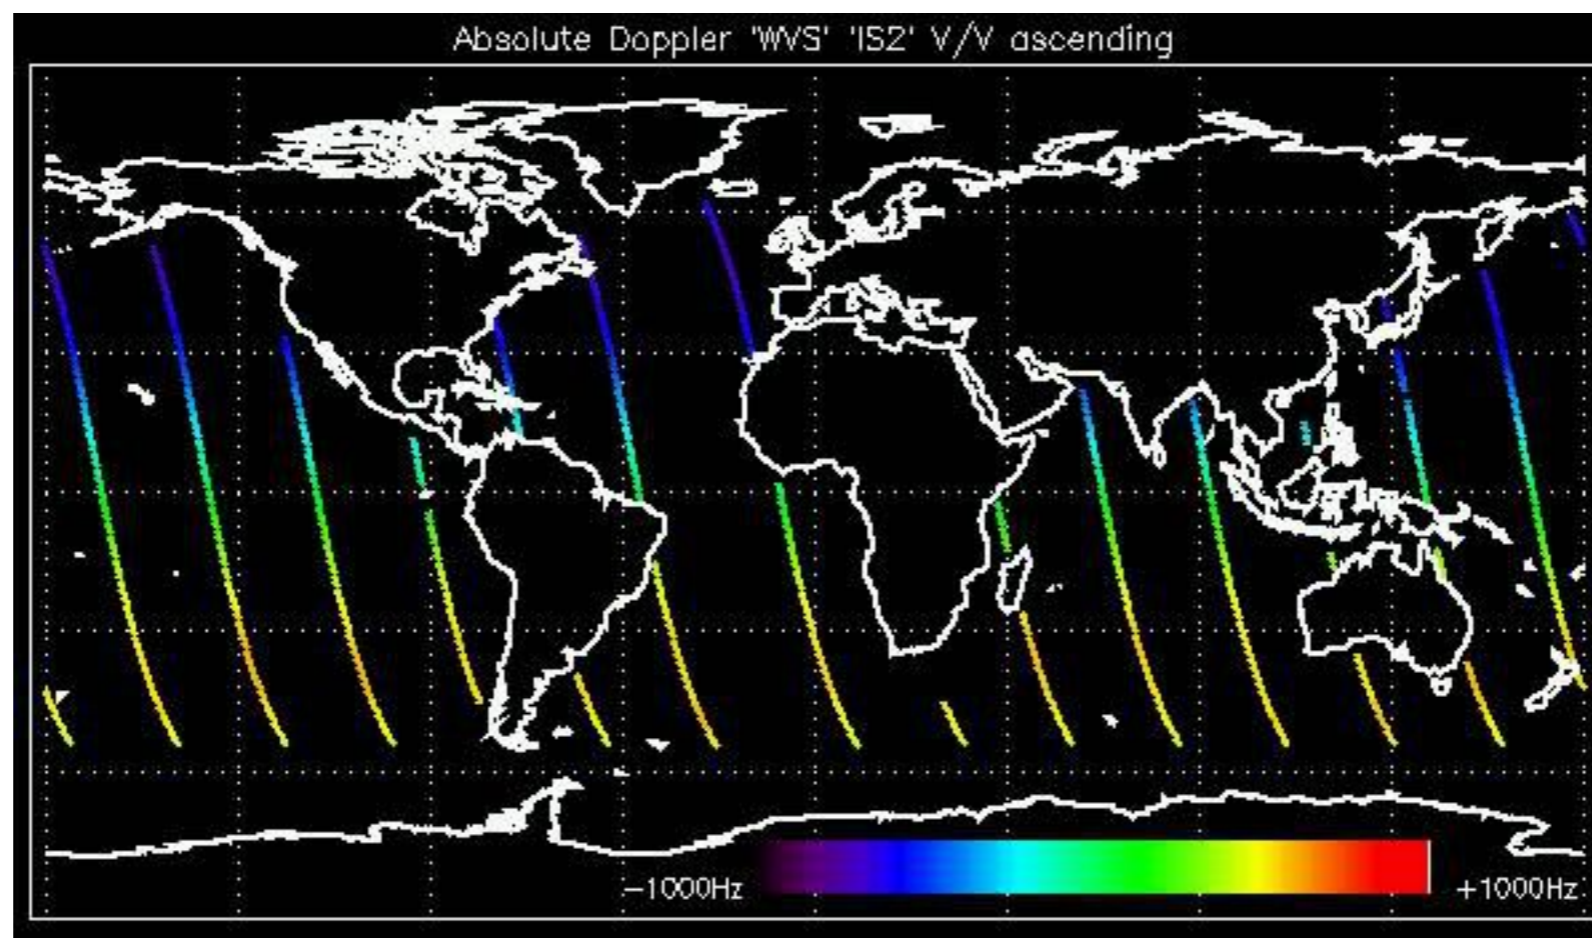 Absolute Doppler 'WVS' 'IS2' V/V ascending
−1000Hz +1000Hz